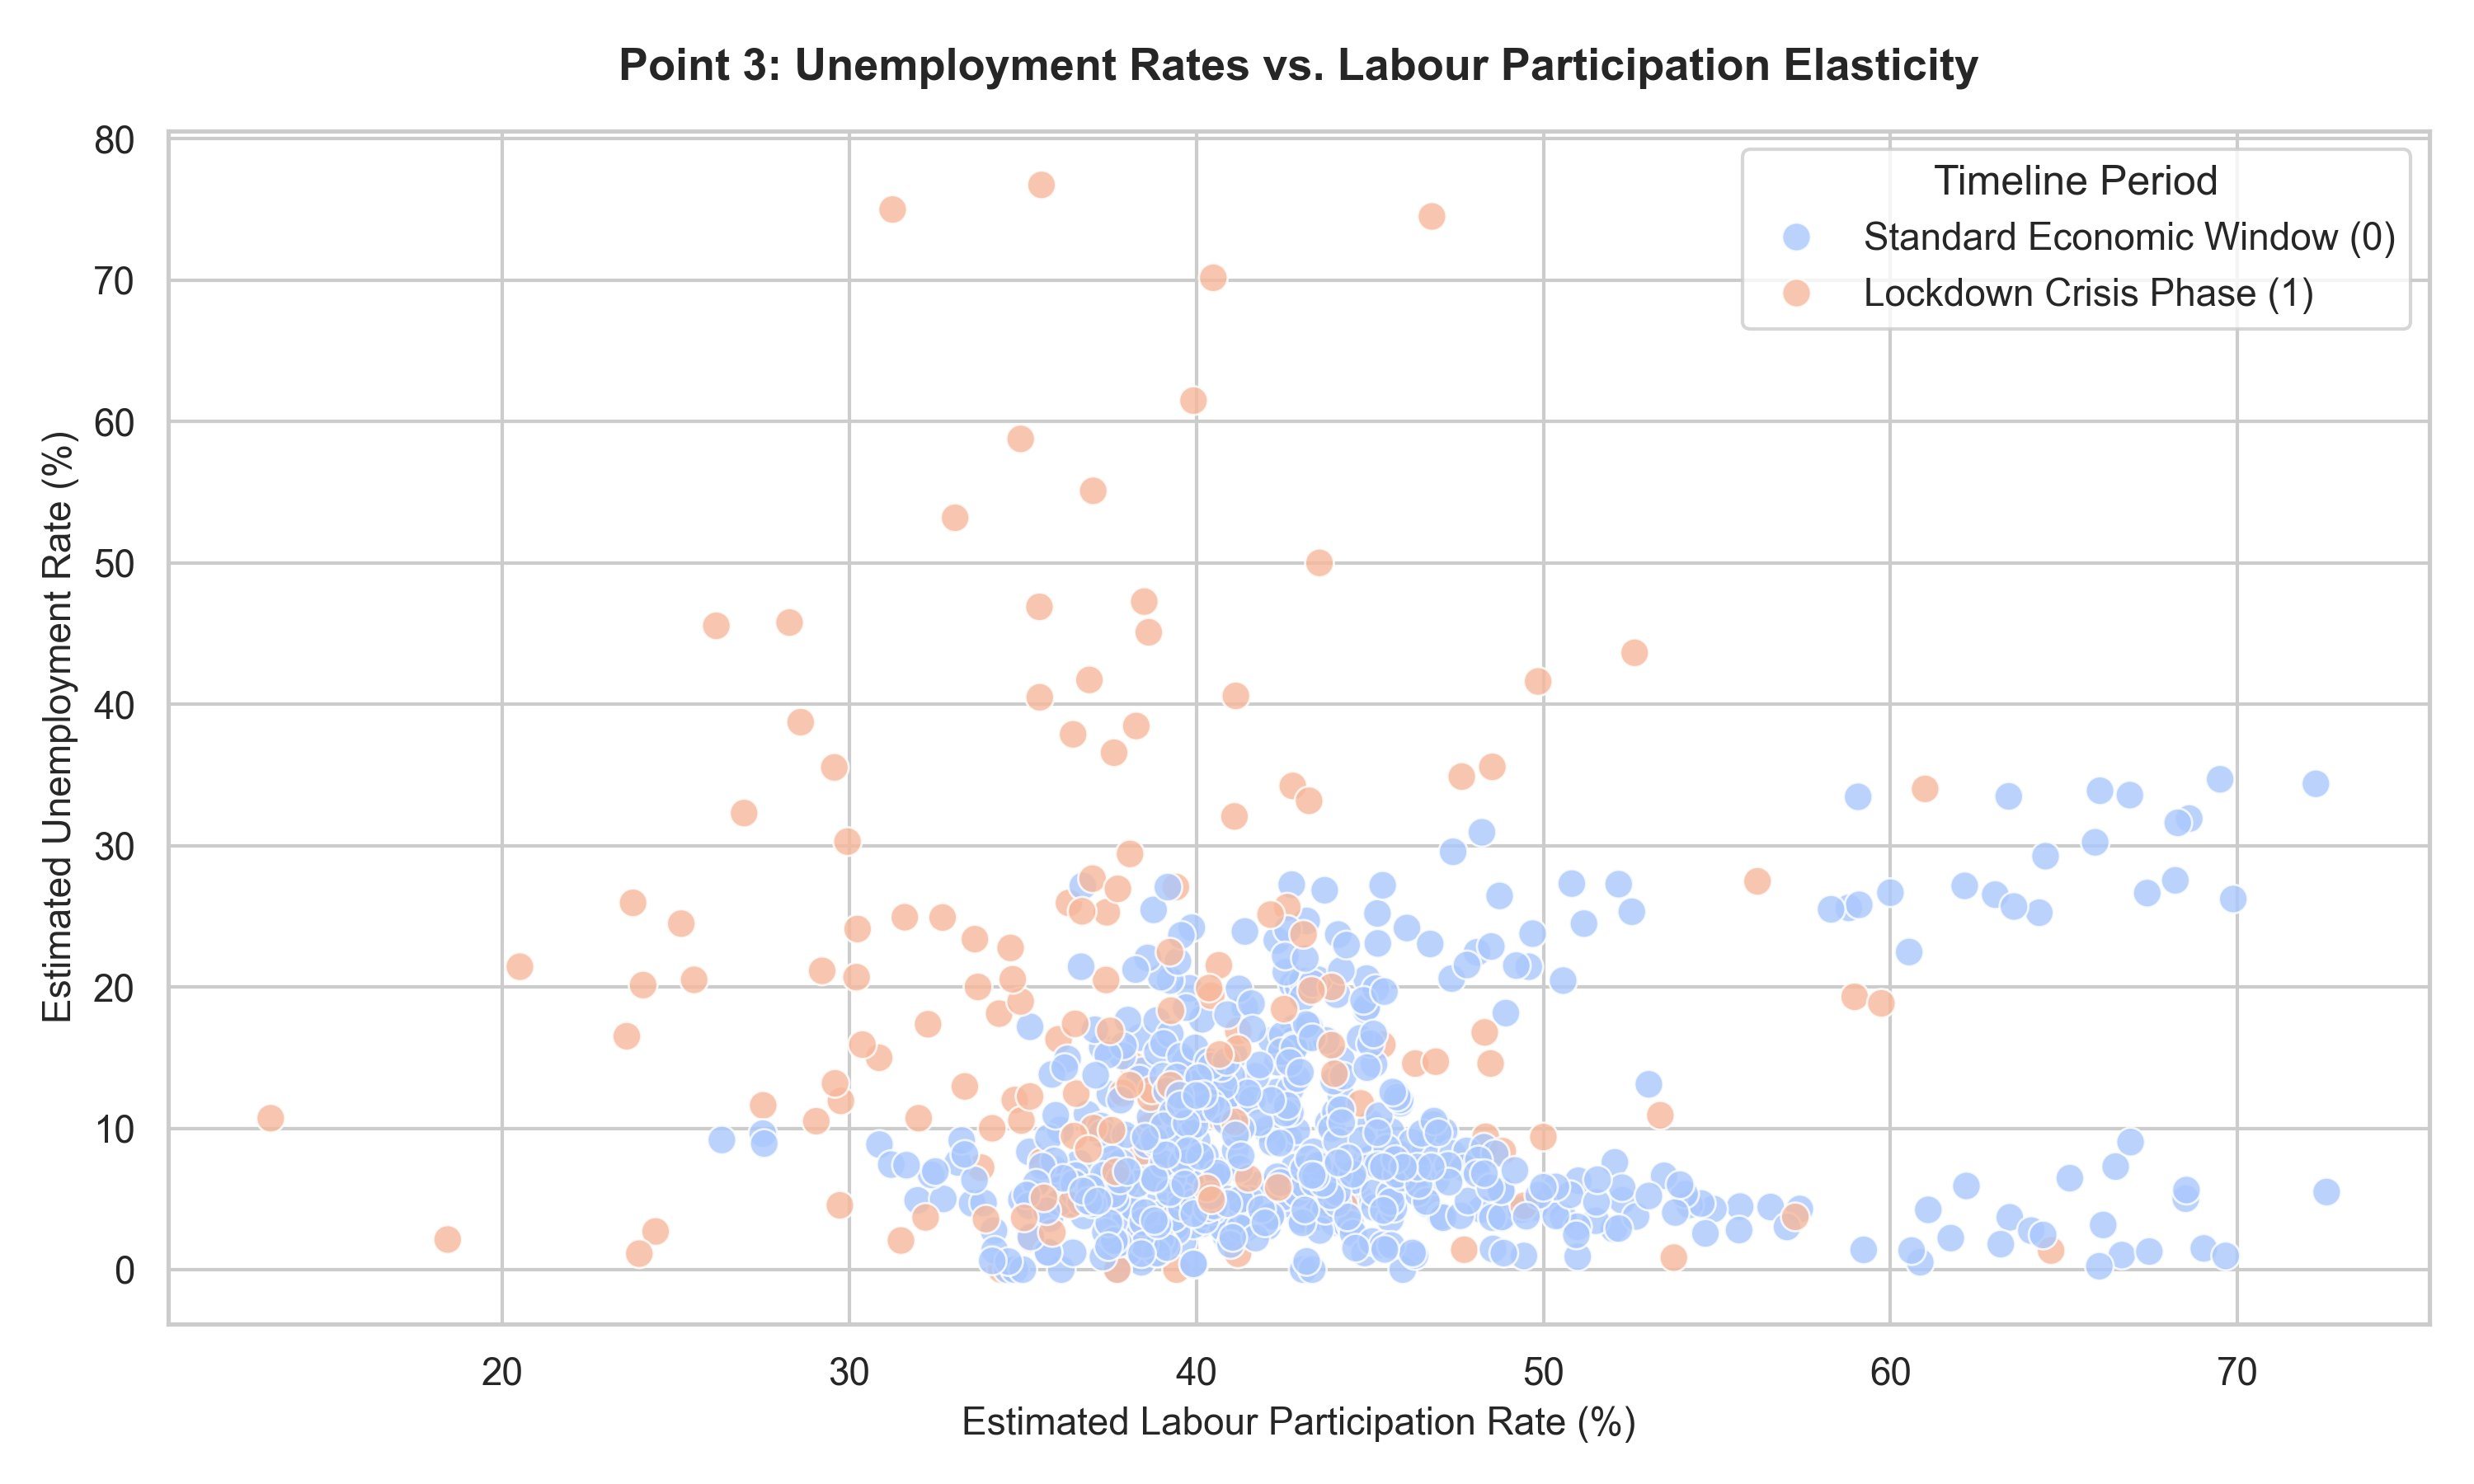 Point 3: Unemployment Rates vs. Labour Participation Elasticity
Timeline Period
Standard Economic Window (0)
Lockdown Crisis Phase (1)
Estimated Unemployment Rate (%)
80
70
60
50
40
30
20
10
0
20 30 40 50 60 70
Estimated Labour Participation Rate (%)